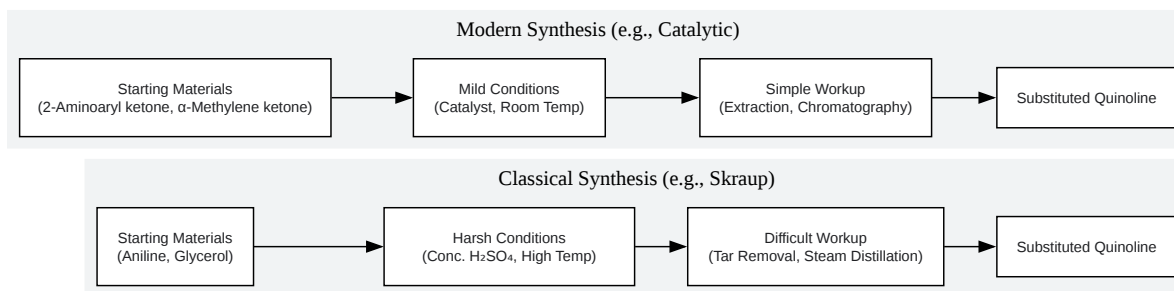 Modern Synthesis (e.g., Catalytic)
Starting Materials
(2-Aminoaryl ketone, α-Methylene ketone)
Mild Conditions
(Catalyst, Room Temp)
Simple Workup
(Extraction, Chromatography)
Substituted Quinoline
Classical Synthesis (e.g., Skraup)
Starting Materials
(Aniline, Glycerol)
Harsh Conditions
(Conc. H₂SO₄, High Temp)
Difficult Workup
(Tar Removal, Steam Distillation)
Substituted Quinoline